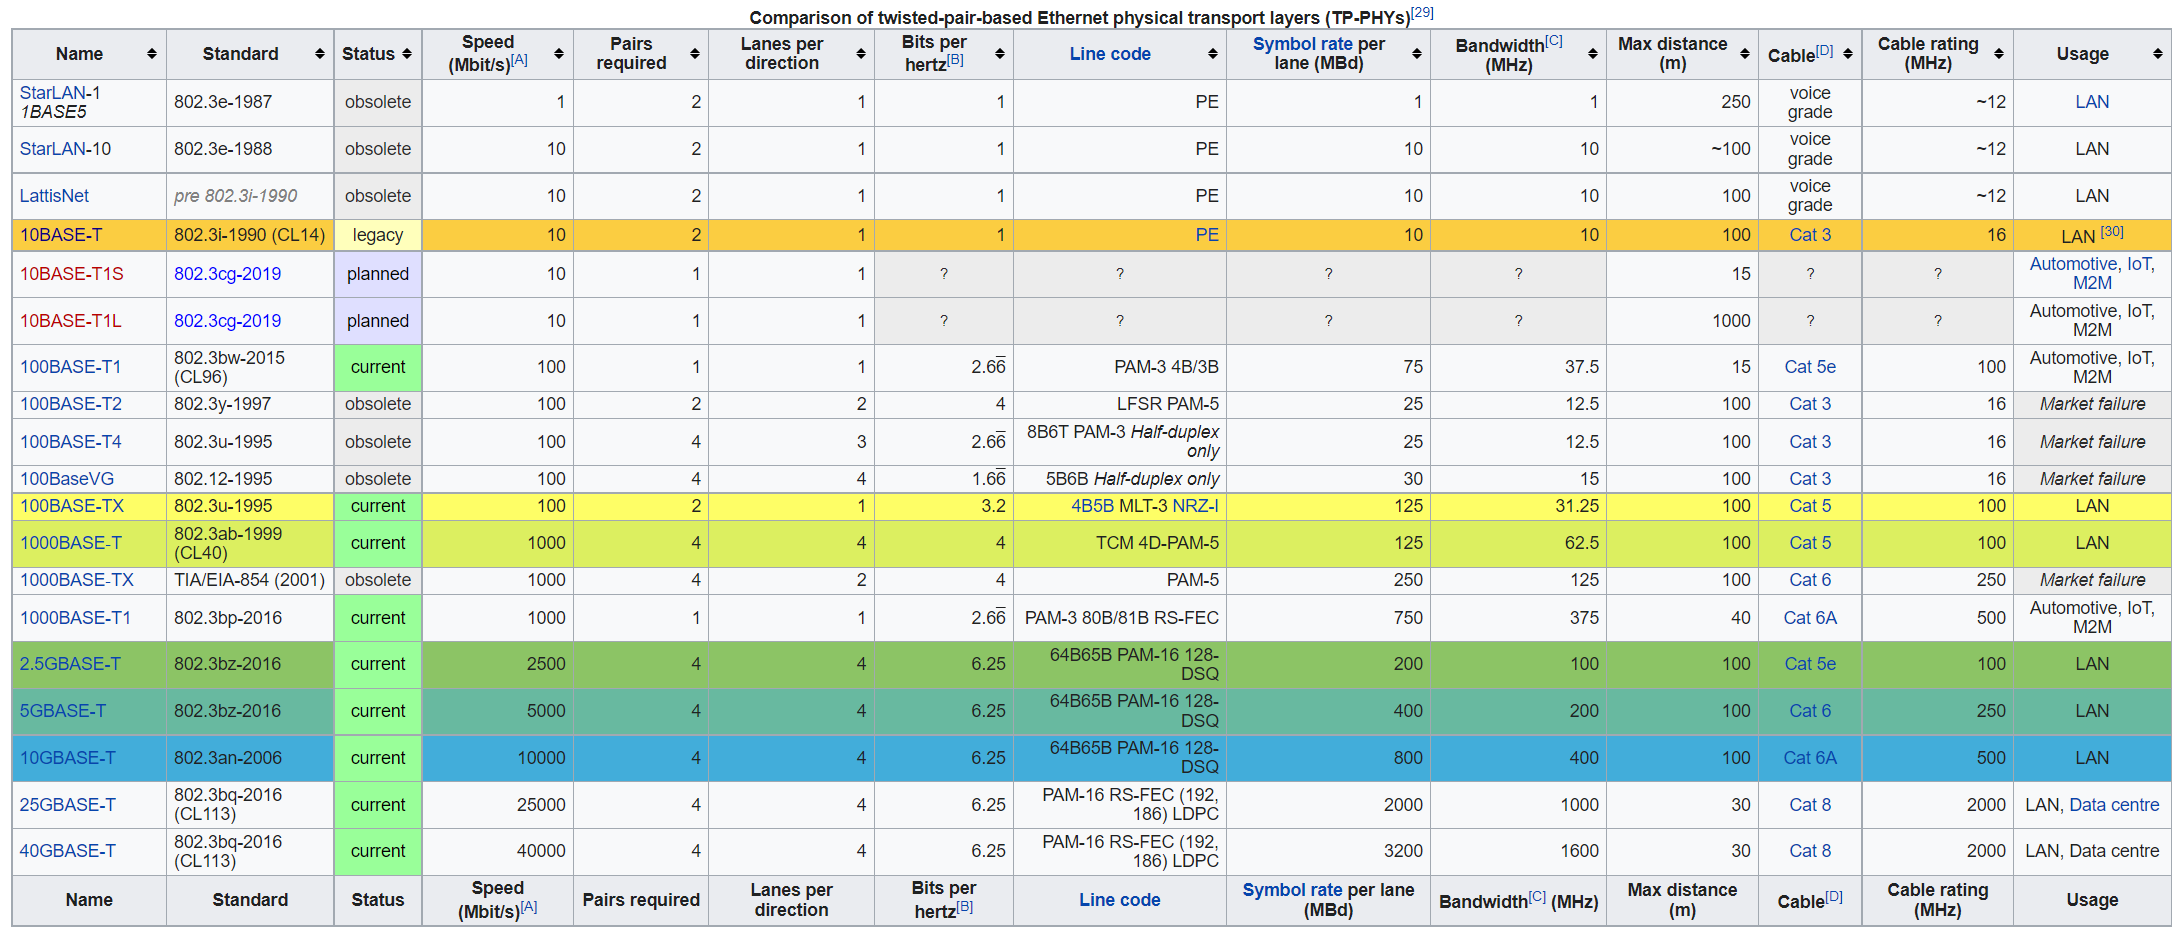 Comparison of twisted-pair-based Ethernet physical transport layers (TP-PHYs)[29]
Name Standard Status Speed (Mbit/s)[A] Pairs required Lanes per direction Bits per hertz[B] Line code Symbol rate per lane (MBd) Bandwidth[C] (MHz) Max distance (m) Cable[D] Cable rating (MHz) Usage
StarLAN-1 1BASE5 802.3e-1987 obsolete 1 2 1 1 PE 1 1 250 voice grade ~12 LAN
StarLAN-10 802.3e-1988 obsolete 10 2 1 1 PE 10 10 ~100 voice grade ~12 LAN
LattisNet pre 802.3i-1990 obsolete 10 2 1 1 PE 10 10 100 voice grade ~12 LAN
10BASE-T 802.3i-1990 (CL14) legacy 10 2 1 1 PE 10 10 100 Cat 3 16 LAN [30]
10BASE-T1S 802.3cg-2019 planned 10 1 1 ? ? ? ? 15 ? ? Automotive, IoT, M2M
10BASE-T1L 802.3cg-2019 planned 10 1 1 ? ? ? ? 1000 ? ? Automotive, IoT, M2M
100BASE-T1 802.3bw-2015 (CL96) current 100 1 1 2.66̅ PAM-3 4B/3B 75 37.5 15 Cat 5e 100 Automotive, IoT, M2M
100BASE-T2 802.3y-1997 obsolete 100 2 2 4 LFSR PAM-5 25 12.5 100 Cat 3 16 Market failure
100BASE-T4 802.3u-1995 obsolete 100 4 3 2.66̅ 8B6T PAM-3 Half-duplex only 25 12.5 100 Cat 3 16 Market failure
100BaseVG 802.12-1995 obsolete 100 4 4 1.66̅ 5B6B Half-duplex only 30 15 100 Cat 3 16 Market failure
100BASE-TX 802.3u-1995 current 100 2 1 3.2 4B5B MLT-3 NRZ-I 125 31.25 100 Cat 5 100 LAN
1000BASE-T 802.3ab-1999 (CL40) current 1000 4 4 4 TCM 4D-PAM-5 125 62.5 100 Cat 5 100 LAN
1000BASE-TX TIA/EIA-854 (2001) obsolete 1000 4 2 4 PAM-5 250 125 100 Cat 6 250 Market failure
1000BASE-T1 802.3bp-2016 current 1000 1 1 2.66̅ PAM-3 80B/81B RS-FEC 750 375 40 Cat 6A 500 Automotive, IoT, M2M
2.5GBASE-T 802.3bz-2016 current 2500 4 4 6.25 64B65B PAM-16 128-DSQ 200 100 100 Cat 5e 100 LAN
5GBASE-T 802.3bz-2016 current 5000 4 4 6.25 64B65B PAM-16 128-DSQ 400 200 100 Cat 6 250 LAN
10GBASE-T 802.3an-2006 current 10000 4 4 6.25 64B65B PAM-16 128-DSQ 800 400 100 Cat 6A 500 LAN
25GBASE-T 802.3bq-2016 (CL113) current 25000 4 4 6.25 PAM-16 RS-FEC (192, 186) LDPC 2000 1000 30 Cat 8 2000 LAN, Data centre
40GBASE-T 802.3bq-2016 (CL113) current 40000 4 4 6.25 PAM-16 RS-FEC (192, 186) LDPC 3200 1600 30 Cat 8 2000 LAN, Data centre
Name Standard Status Speed (Mbit/s)[A] Pairs required Lanes per direction Bits per hertz[B] Line code Symbol rate per lane (MBd) Bandwidth[C] (MHz) Max distance (m) Cable[D] Cable rating (MHz) Usage